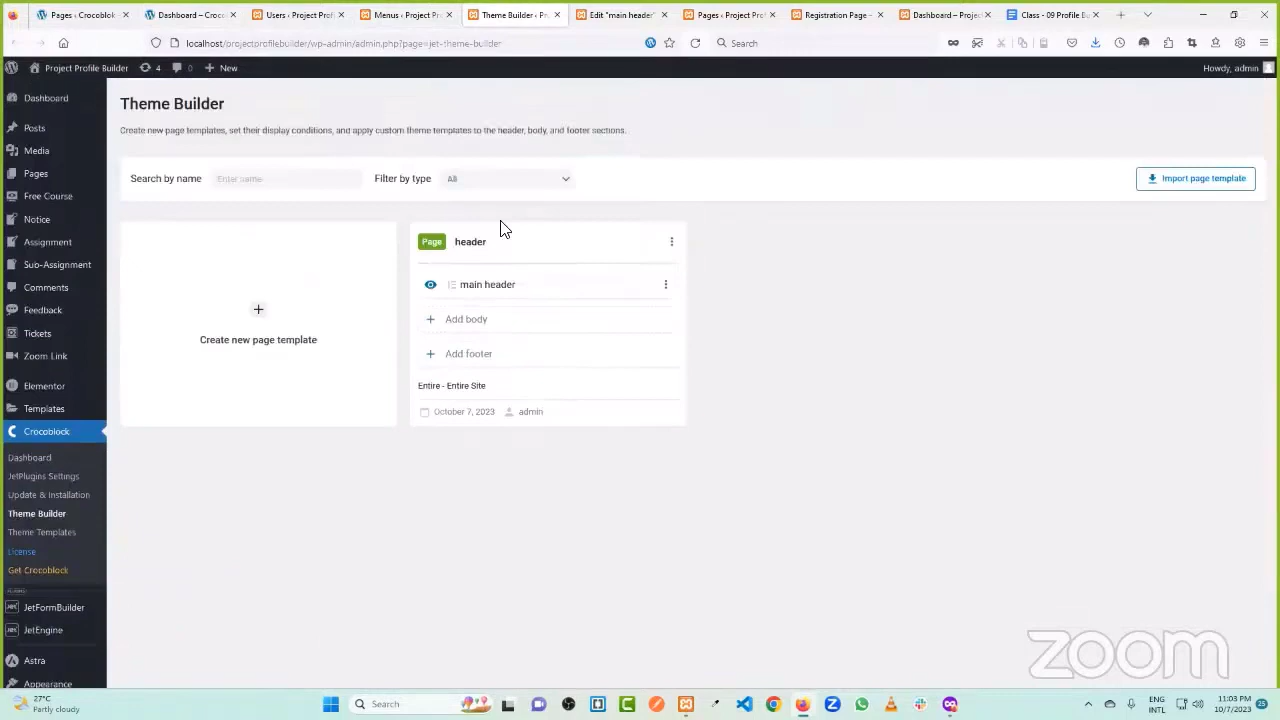 Pages ‹ Crocoblock
Dashboard ‹ Croco
Users ‹ Project Pro
Menus ‹ Project Pro
Theme Builder ‹ P
Edit "main header"
Pages ‹ Project Pro
Registration Page –
Dashboard ‹ Projec
Class - 09 Profile B
localhost/projectprofilebuilder/wp-admin/admin.php?page=jet-theme-builder
Search
Project Profile Builder
4
0
New
Howdy, admin
Dashboard
Posts
Media
Pages
Free Course
Notice
Assignment
Sub-Assignment
Comments
Feedback
Tickets
Zoom Link
Elementor
Templates
Crocoblock
Dashboard
JetPlugins Settings
Update & Installation
Theme Builder
Theme Templates
License
Get Crocoblock
JetFormBuilder
JetEngine
Astra
Appearance
Theme Builder
Create new page templates, set their display conditions, and apply custom theme templates to the header, body, and footer sections.
Search by name
Enter name
Filter by type
All
Import page template
Create new page template
Page
header
main header
Add body
Add footer
Entire - Entire Site
October 7, 2023
admin
zoom
27°C
Partly cloudy
Search
ENG
INTL
11:03 PM
10/7/2023
25